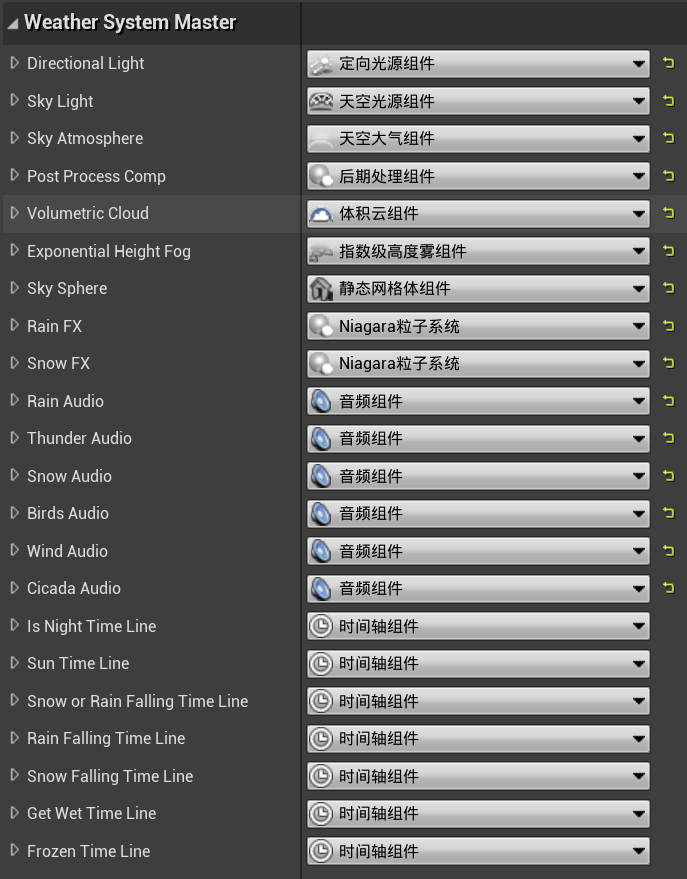 Weather System Master
Directional Light 定向光源组件
Sky Light 天空光源组件
Sky Atmosphere 天空大气组件
Post Process Comp 后期处理组件
Volumetric Cloud 体积云组件
Exponential Height Fog 指数级高度雾组件
Sky Sphere 静态网格体组件
Rain FX Niagara粒子系统
Snow FX Niagara粒子系统
Rain Audio 音频组件
Thunder Audio 音频组件
Snow Audio 音频组件
Birds Audio 音频组件
Wind Audio 音频组件
Cicada Audio 音频组件
Is Night Time Line 时间轴组件
Sun Time Line 时间轴组件
Snow or Rain Falling Time Line 时间轴组件
Rain Falling Time Line 时间轴组件
Snow Falling Time Line 时间轴组件
Get Wet Time Line 时间轴组件
Frozen Time Line 时间轴组件